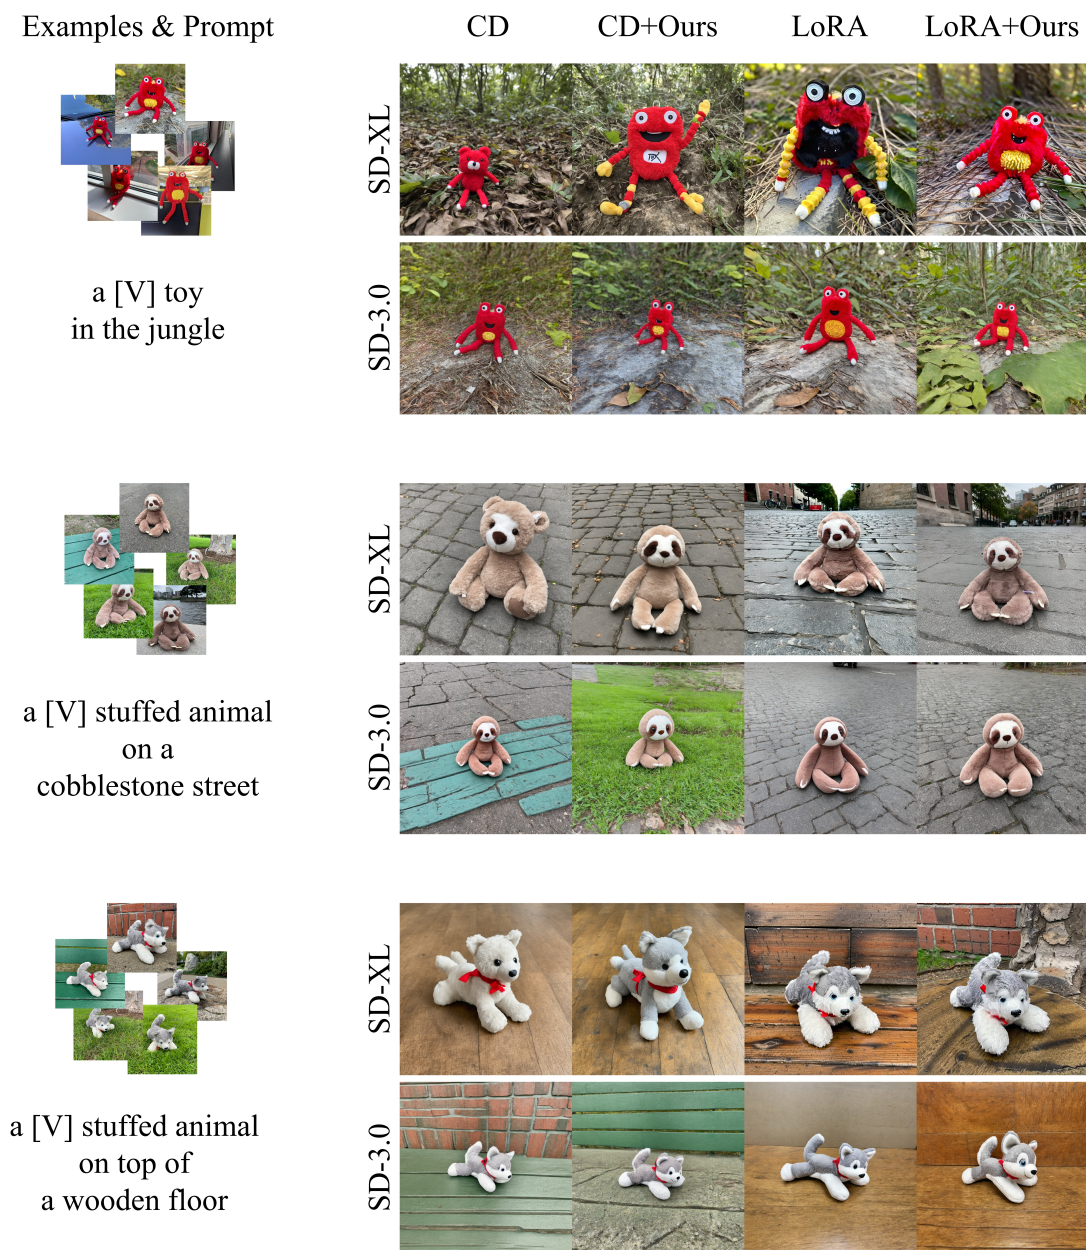 Examples & Prompt
CD
CD+Ours
LoRA
LoRA+Ours
SD-XL
SD-3.0
a [V] toy
in the jungle
SD-XL
SD-3.0
a [V] stuffed animal
on a
cobblestone street
SD-XL
SD-3.0
a [V] stuffed animal
on top of
a wooden floor